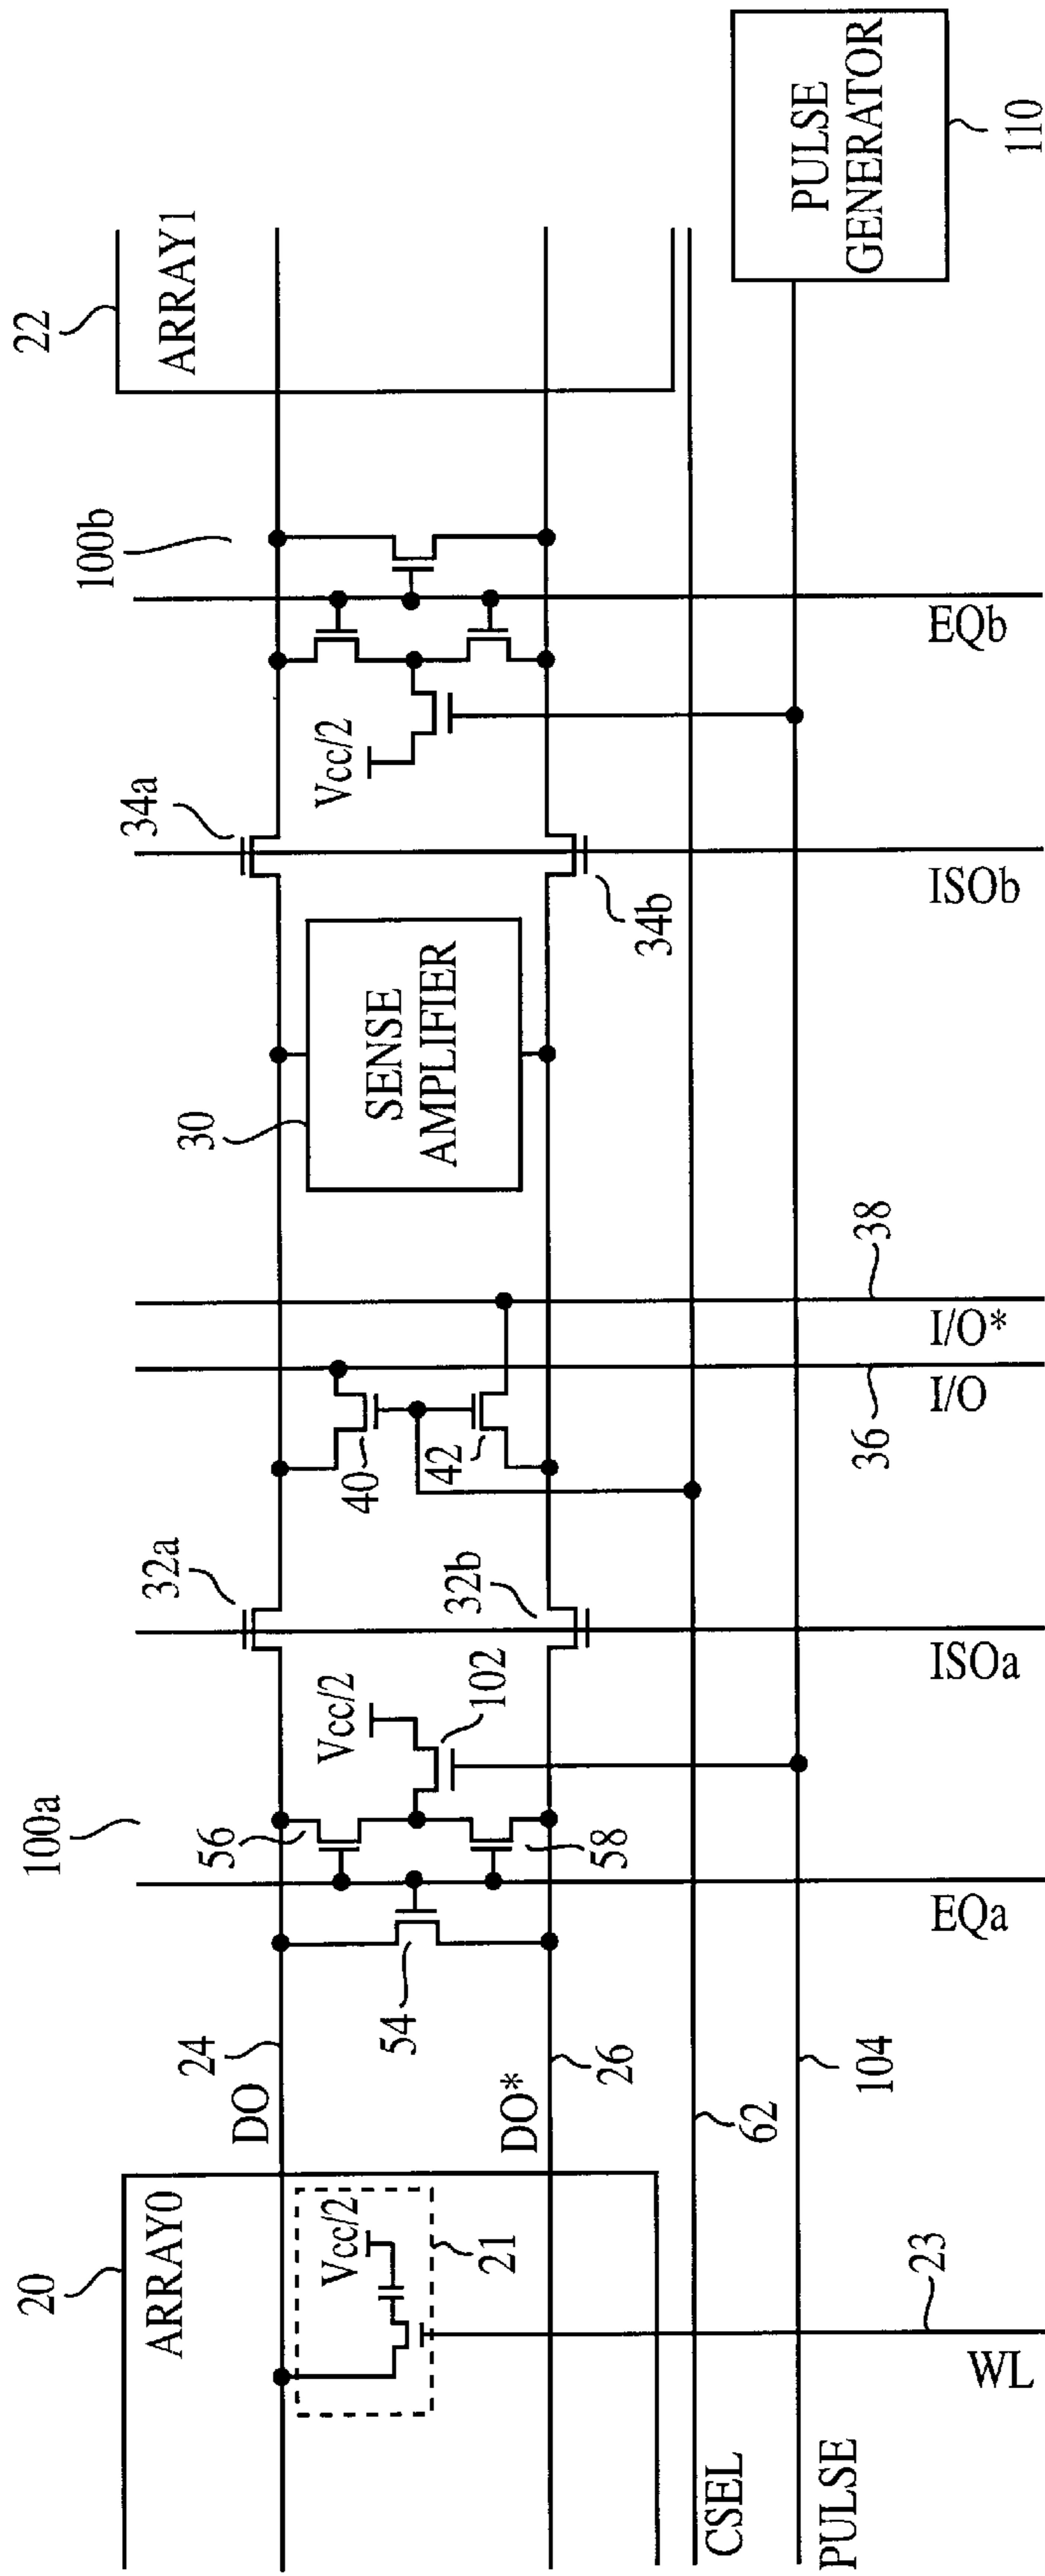 20
ARRAY0
Vcc/2
21
23
WL
DO
24
DO*
26
CSEL
62
PULSE
104
100a
54
56
58
EQa
Vcc/2
102
32a
32b
ISOa
40
42
36
I/O
38
I/O*
30
SENSE
AMPLIFIER
34a
34b
ISOb
Vcc/2
100b
EQb
22
ARRAY1
PULSE
GENERATOR
110